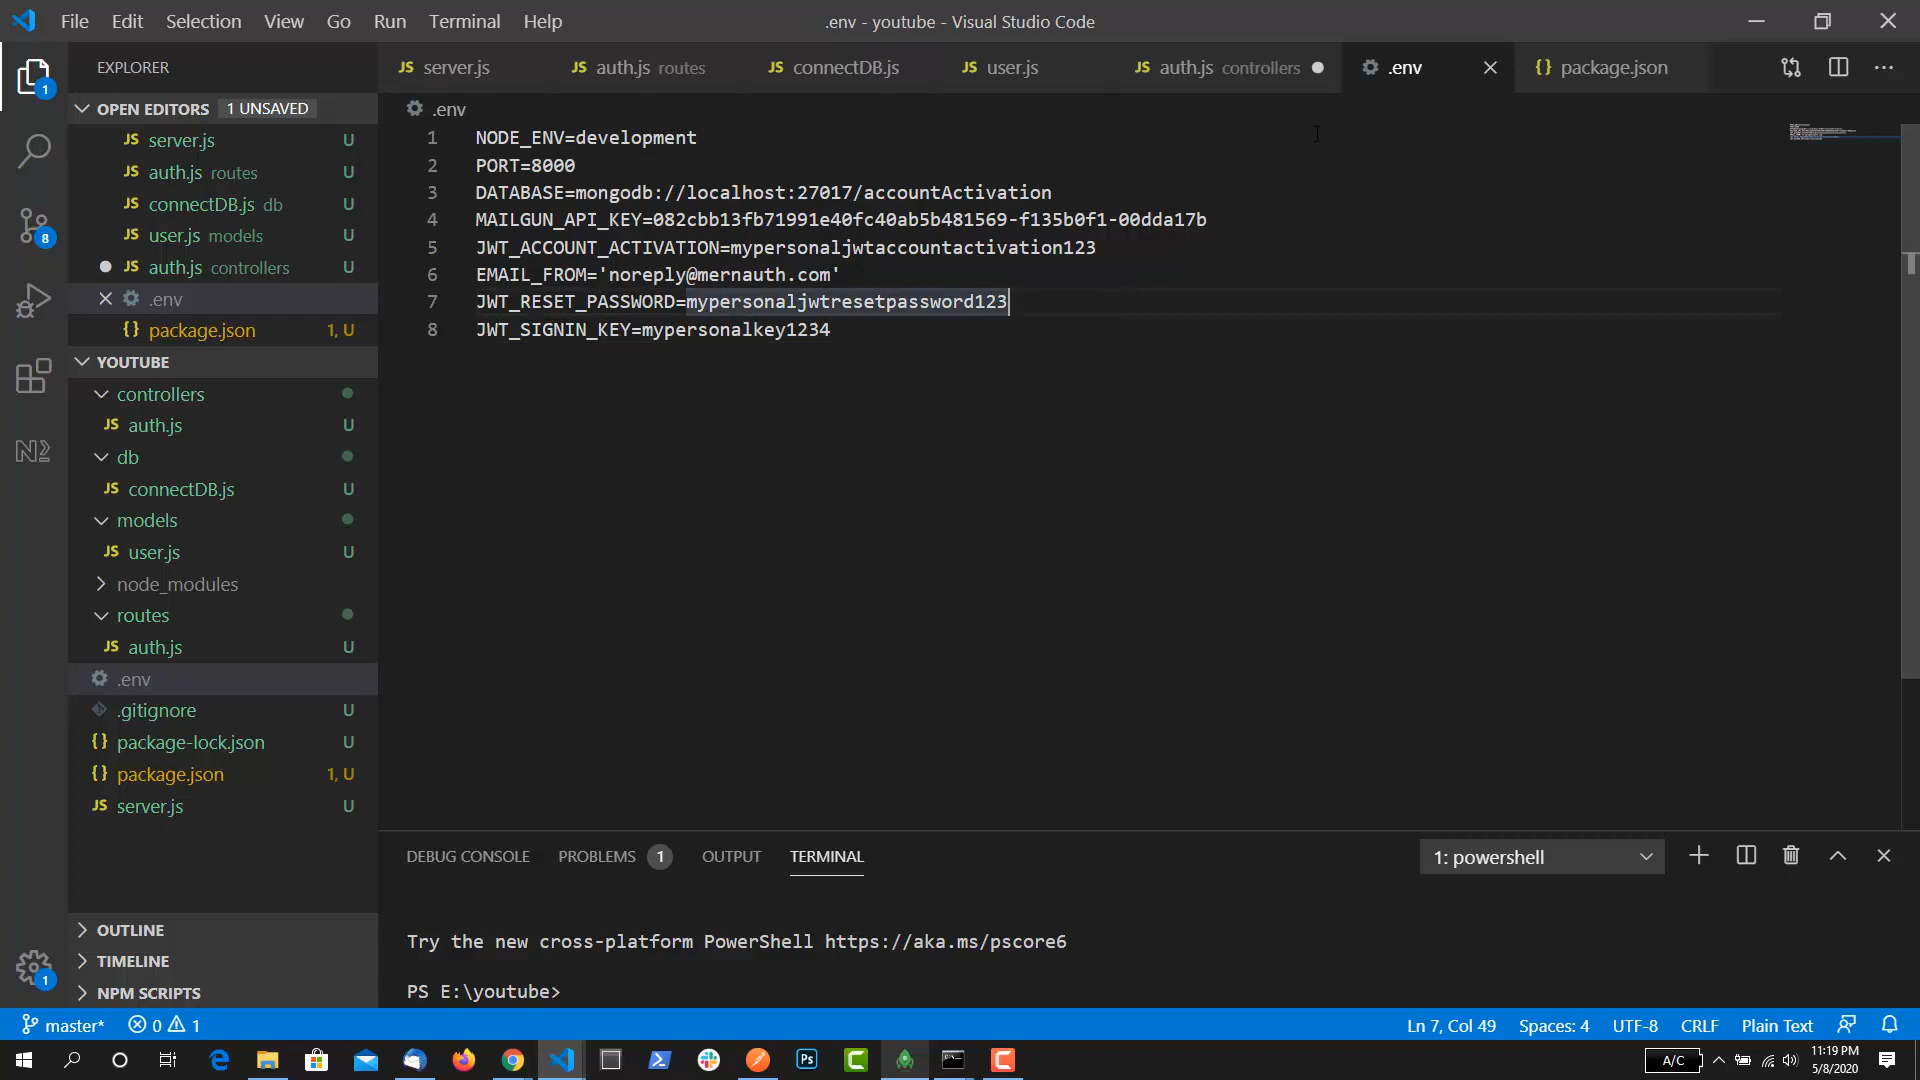 File Edit Selection View Go Run Terminal Help
.env - youtube - Visual Studio Code
EXPLORER
OPEN EDITORS 1 UNSAVED
JS server.js U
JS auth.js routes U
JS connectDB.js db U
JS user.js models U
JS auth.js controllers U
.env
{} package.json 1, U
YOUTUBE
controllers
JS auth.js U
db
JS connectDB.js U
models
JS user.js U
node_modules
routes
JS auth.js U
.env
.gitignore U
{} package-lock.json U
{} package.json 1, U
JS server.js U
OUTLINE
TIMELINE
NPM SCRIPTS
1
8
1
JS server.js JS auth.js routes JS connectDB.js JS user.js JS auth.js controllers .env {} package.json
.env
1 NODE_ENV=development
2 PORT=8000
3 DATABASE=mongodb://localhost:27017/accountActivation
4 MAILGUN_API_KEY=082cbb13fb71991e40fc40ab5b481569-f135b0f1-00dda17b
5 JWT_ACCOUNT_ACTIVATION=mypersonaljwtaccountactivation123
6 EMAIL_FROM='noreply@mernauth.com'
7 JWT_RESET_PASSWORD=mypersonaljwtresetpassword123
8 JWT_SIGNIN_KEY=mypersonalkey1234
DEBUG CONSOLE PROBLEMS 1 OUTPUT TERMINAL 1: powershell
Try the new cross-platform PowerShell https://aka.ms/pscore6
PS E:\youtube>
master* 0 1 Ln 7, Col 49 Spaces: 4 UTF-8 CRLF Plain Text
Ps A/C 11:19 PM
5/8/2020